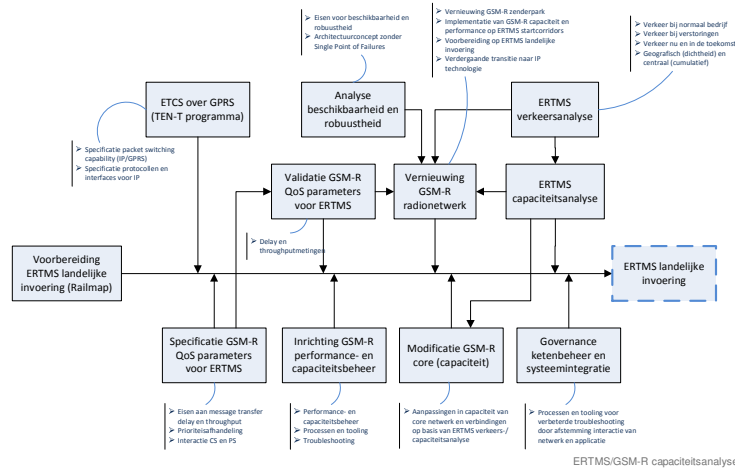 ➢ Vernieuwing GSM-R zenderpark
➢ Implementatie van GSM-R capaciteit en
performance op ERTMS startcorridors
➢ Voorbereiding op ERTMS landelijke
invoering
➢ Verdergaande transitie naar IP
technologie
➢ Eisen voor beschikbaarheid en
robuustheid
➢ Architectuurconcept zonder
Single Point of Failures
➢ Verkeer bij normaal bedrijf
➢ Verkeer bij verstoringen
➢ Verkeer nu en in de toekomst
➢ Geografisch (dichtheid) en
centraal (cumulatief)
ETCS over GPRS
(TEN-T programma)
Analyse
beschikbaarheid en
robuustheid
ERTMS
verkeersanalyse
➢ Specificatie packet switching
capability (IP/GPRS)
➢ Specificatie protocollen en
interfaces voor IP
Validatie GSM-R
QoS parameters
voor ERTMS
Vernieuwing
GSM-R
radionetwerk
ERTMS
capaciteitsanalyse
➢ Delay en
throughputmetingen
Voorbereiding
ERTMS landelijke
invoering (Railmap)
ERTMS landelijke
invoering
Specificatie GSM-R
QoS parameters
voor ERTMS
Inrichting GSM-R
performance- en
capaciteitsbeheer
Modificatie GSM-R
core (capaciteit)
Governance
ketenbeheer en
systeemintegratie
➢ Eisen aan message transfer
delay en throughput
➢ Prioriteitsafhandeling
➢ Interactie CS en PS
➢ Performance- en
capaciteitsbeheer
➢ Processen en tooling
➢ Troubleshooting
➢ Aanpassingen in capaciteit van
core netwerk en verbindingen
op basis van ERTMS verkeers-/
capaciteitsanalyse
➢ Processen en tooling voor
verbeterde troubleshooting
door afstemming interactie van
netwerk en applicatie
ERTMS/GSM-R capaciteitsanalyse